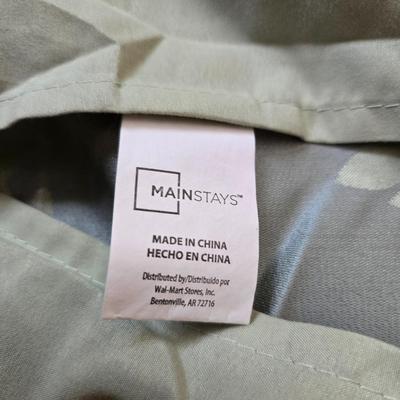 MAINSTAYS™
MADE IN CHINA
HECHO EN CHINA
Distributed by/Distribuido por
Wal-Mart Stores, Inc.
Bentonville, AR 72716